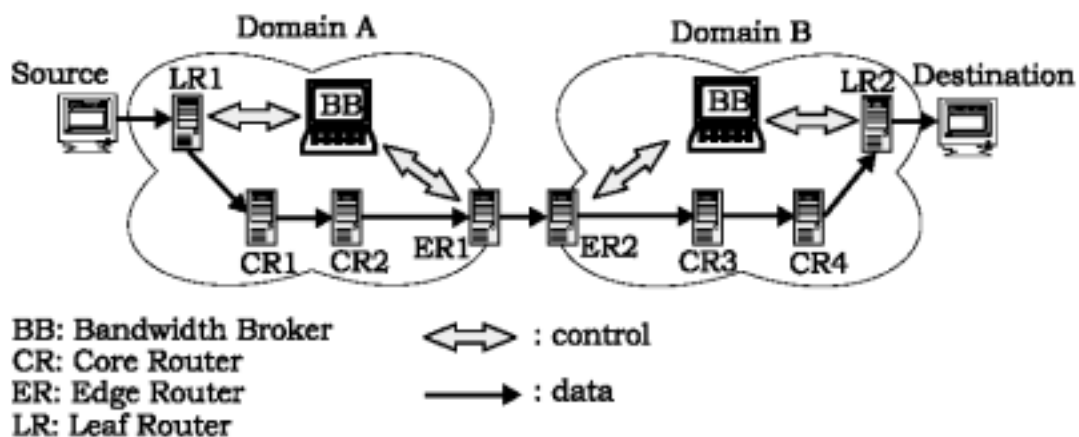 Domain A
Domain B
Source
LR1
BB
BB
LR2
Destination
CR1
CR2
ER1
ER2
CR3
CR4
BB: Bandwidth Broker
: control
CR: Core Router
ER: Edge Router
: data
LR: Leaf Router